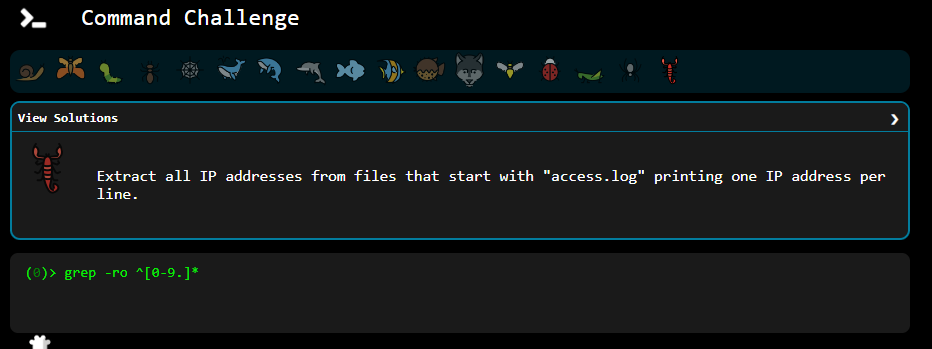 Command Challenge
View Solutions
Extract all IP addresses from files that start with "access.log" printing one IP address per
line.
(0)> grep -ro ^[0-9.]*